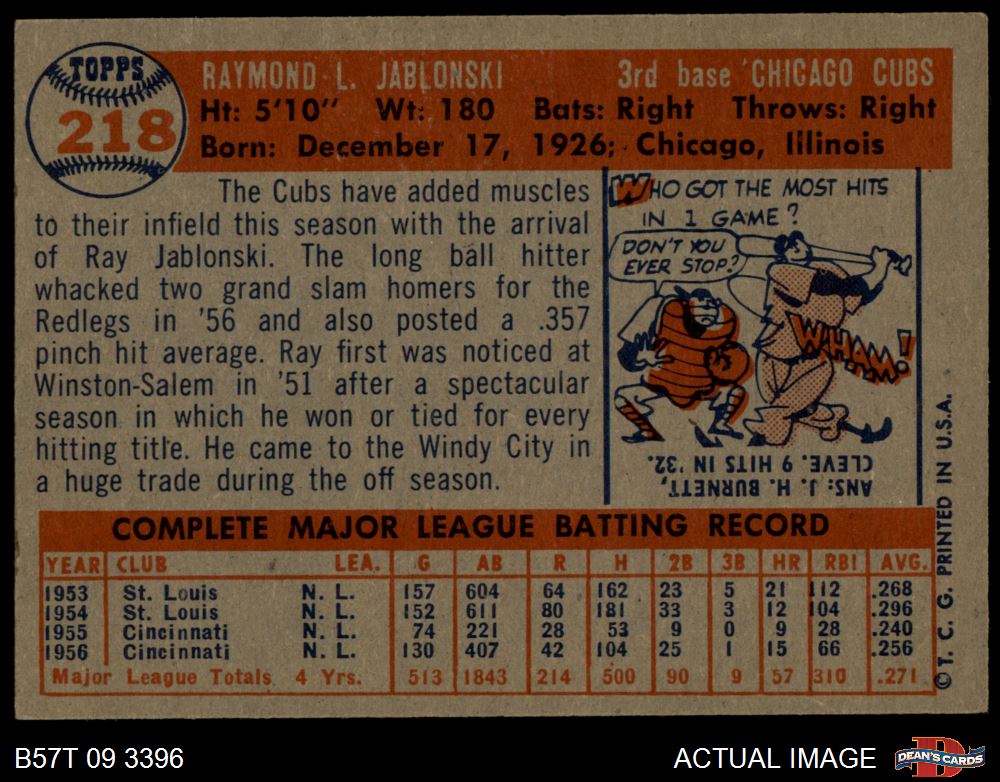 TOPPS
218
RAYMOND L. JABLONSKI 3rd base CHICAGO CUBS
Ht: 5'10" Wt: 180 Bats: Right Throws: Right
Born: December 17, 1926; Chicago, Illinois
The Cubs have added muscles
to their infield this season with the arrival
of Ray Jablonski. The long ball hitter
whacked two grand slam homers for the
Redlegs in '56 and also posted a .357
pinch hit average. Ray first was noticed at
Winston-Salem in '51 after a spectacular
season in which he won or tied for every
hitting title. He came to the Windy City in
a huge trade during the off season.
WHO GOT THE MOST HITS
IN 1 GAME?
DON'T YOU
EVER STOP?
WHAM!
ANS: J. H. BURNETT,
CLEVE. 9 HITS IN '32.
COMPLETE MAJOR LEAGUE BATTING RECORD
YEAR CLUB LEA. G AB R H 2B 3B HR RBI AVG.
1953 St. Louis N. L. 157 604 64 162 23 5 21 112 .268
1954 St. Louis N. L. 152 611 80 181 33 3 12 104 .296
1955 Cincinnati N. L. 74 221 28 53 9 0 9 28 .240
1956 Cincinnati N. L. 130 407 42 104 25 1 15 66 .256
Major League Totals 4 Yrs. 513 1843 214 500 90 9 57 310 .271
© T. C. G. PRINTED IN U.S.A.
B57T 09 3396 ACTUAL IMAGE
DEAN'S CARDS